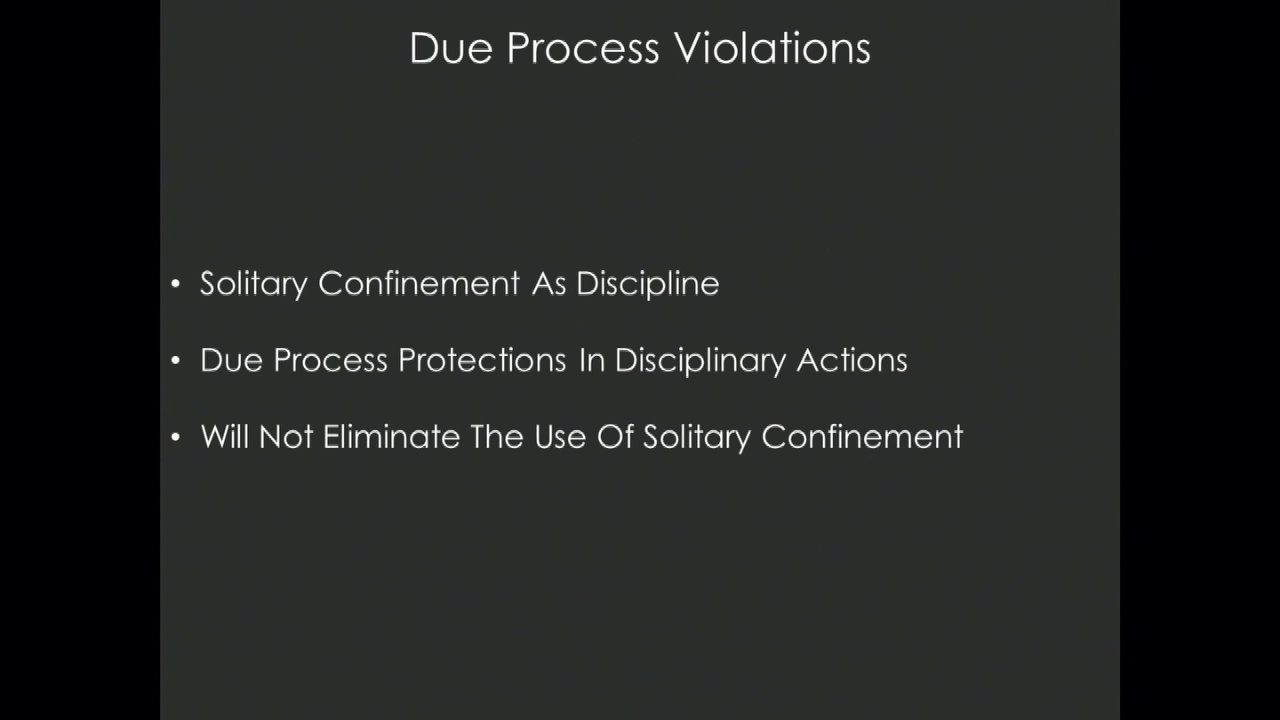 Due Process Violations
• Solitary Confinement As Discipline
• Due Process Protections In Disciplinary Actions
• Will Not Eliminate The Use Of Solitary Confinement